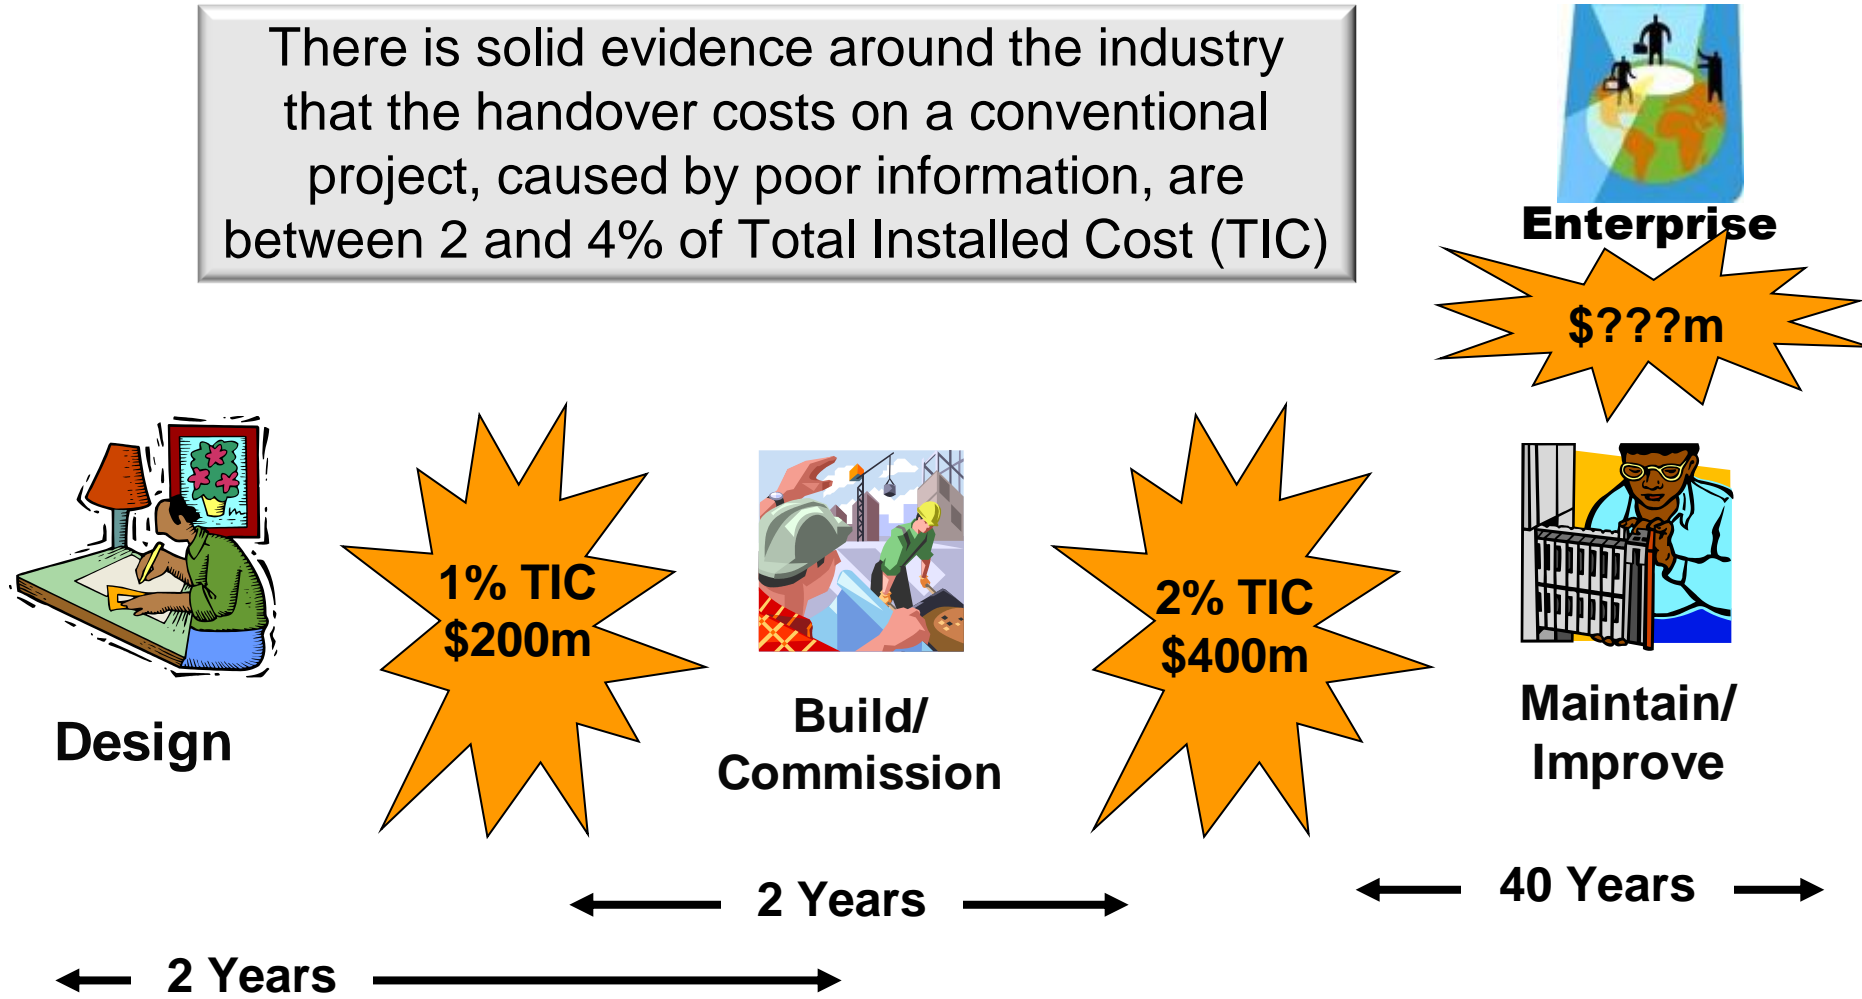 There is solid evidence around the industry
that the handover costs on a conventional
project, caused by poor information, are
between 2 and 4% of Total Installed Cost (TIC)
Enterprise
$???m
1% TIC
$200m
2% TIC
$400m
Design
Build/
Commission
Maintain/
Improve
2 Years
40 Years
2 Years